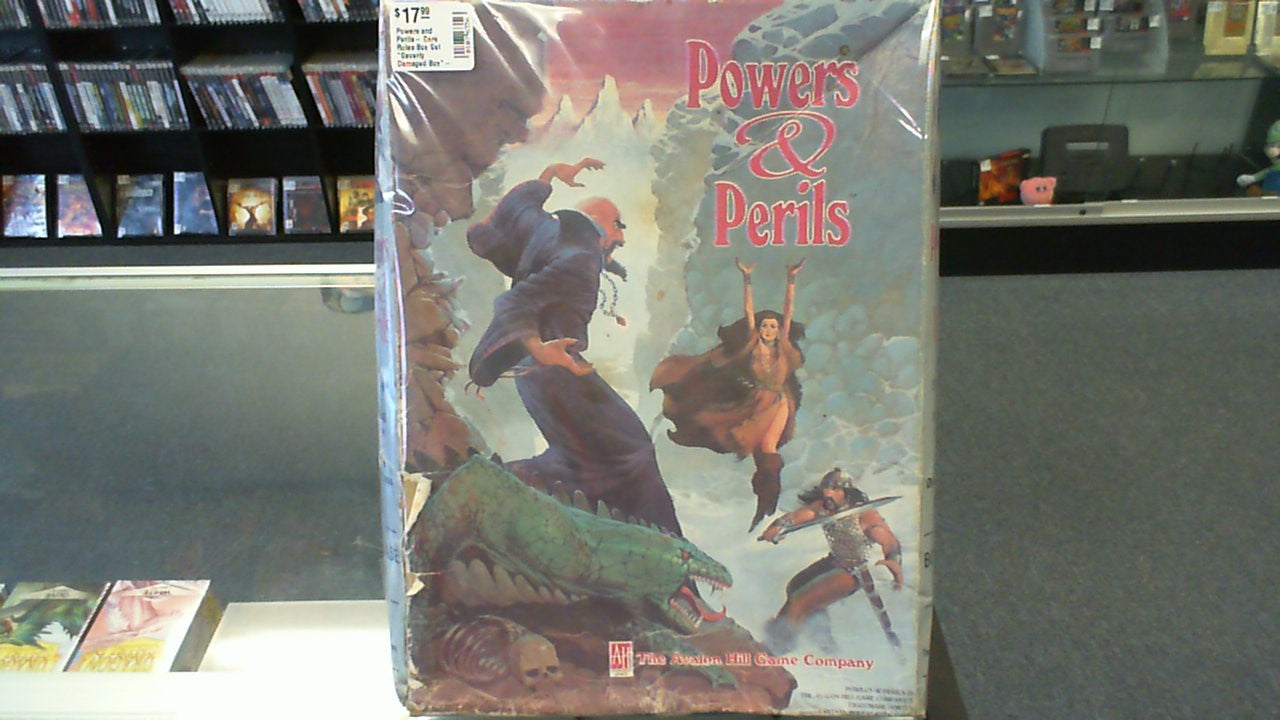 $17.99
Powers and
Perils - Core
Rules Box Set
"Severly
Damaged Box" -
Powers
&
Perils
AH The Avalon Hill Game Company